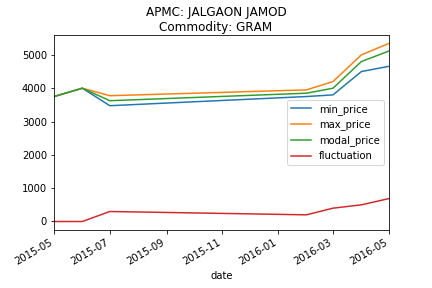 APMC: JALGAON JAMOD
Commodity: GRAM
5000
4000
3000
2000
1000
0
min_price
max_price
modal_price
fluctuation
2015-05
2015-07
2015-09
2015-11
2016-01
2016-03
2016-05
date